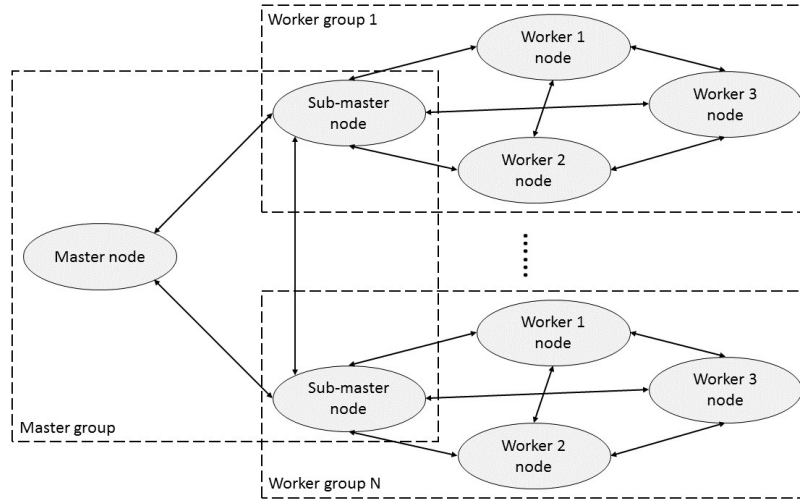 Worker group 1
Worker 1
node
Sub-master
node
Worker 3
node
Worker 2
node
Master node
Worker 1
node
Sub-master
node
Worker 3
node
Master group
Worker 2
node
Worker group N